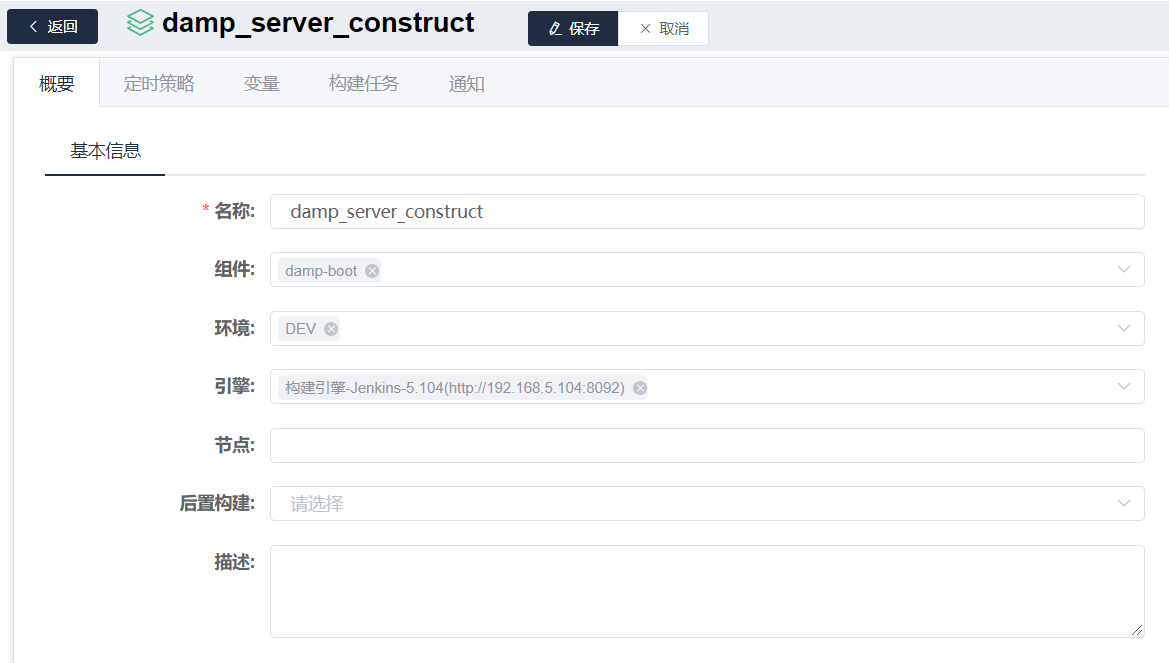 返回 damp_server_construct 保存 取消
概要 定时策略 变量 构建任务 通知
基本信息
* 名称: damp_server_construct
组件: damp-boot
环境: DEV
引擎: 构建引擎-Jenkins-5.104(http://192.168.5.104:8092)
节点:
后置构建: 请选择
描述: